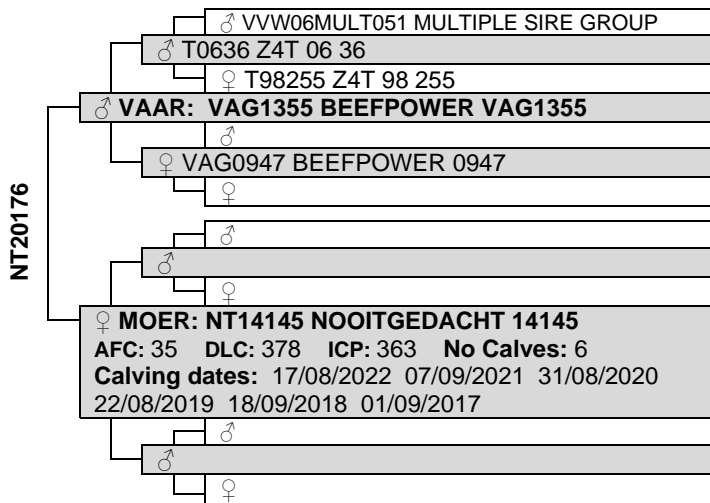 ♂ VVW06MULT051 MULTIPLE SIRE GROUP
♂ T0636 Z4T 06 36
♀ T98255 Z4T 98 255
♂ VAAR: VAG1355 BEEFPOWER VAG1355
♂
♀ VAG0947 BEEFPOWER 0947
♀
NT20176
♂
♂
♀
♀ MOER: NT14145 NOOITGEDACHT 14145
AFC: 35 DLC: 378 ICP: 363 No Calves: 6
Calving dates: 17/08/2022 07/09/2021 31/08/2020
22/08/2019 18/09/2018 01/09/2017
♂
♂
♀